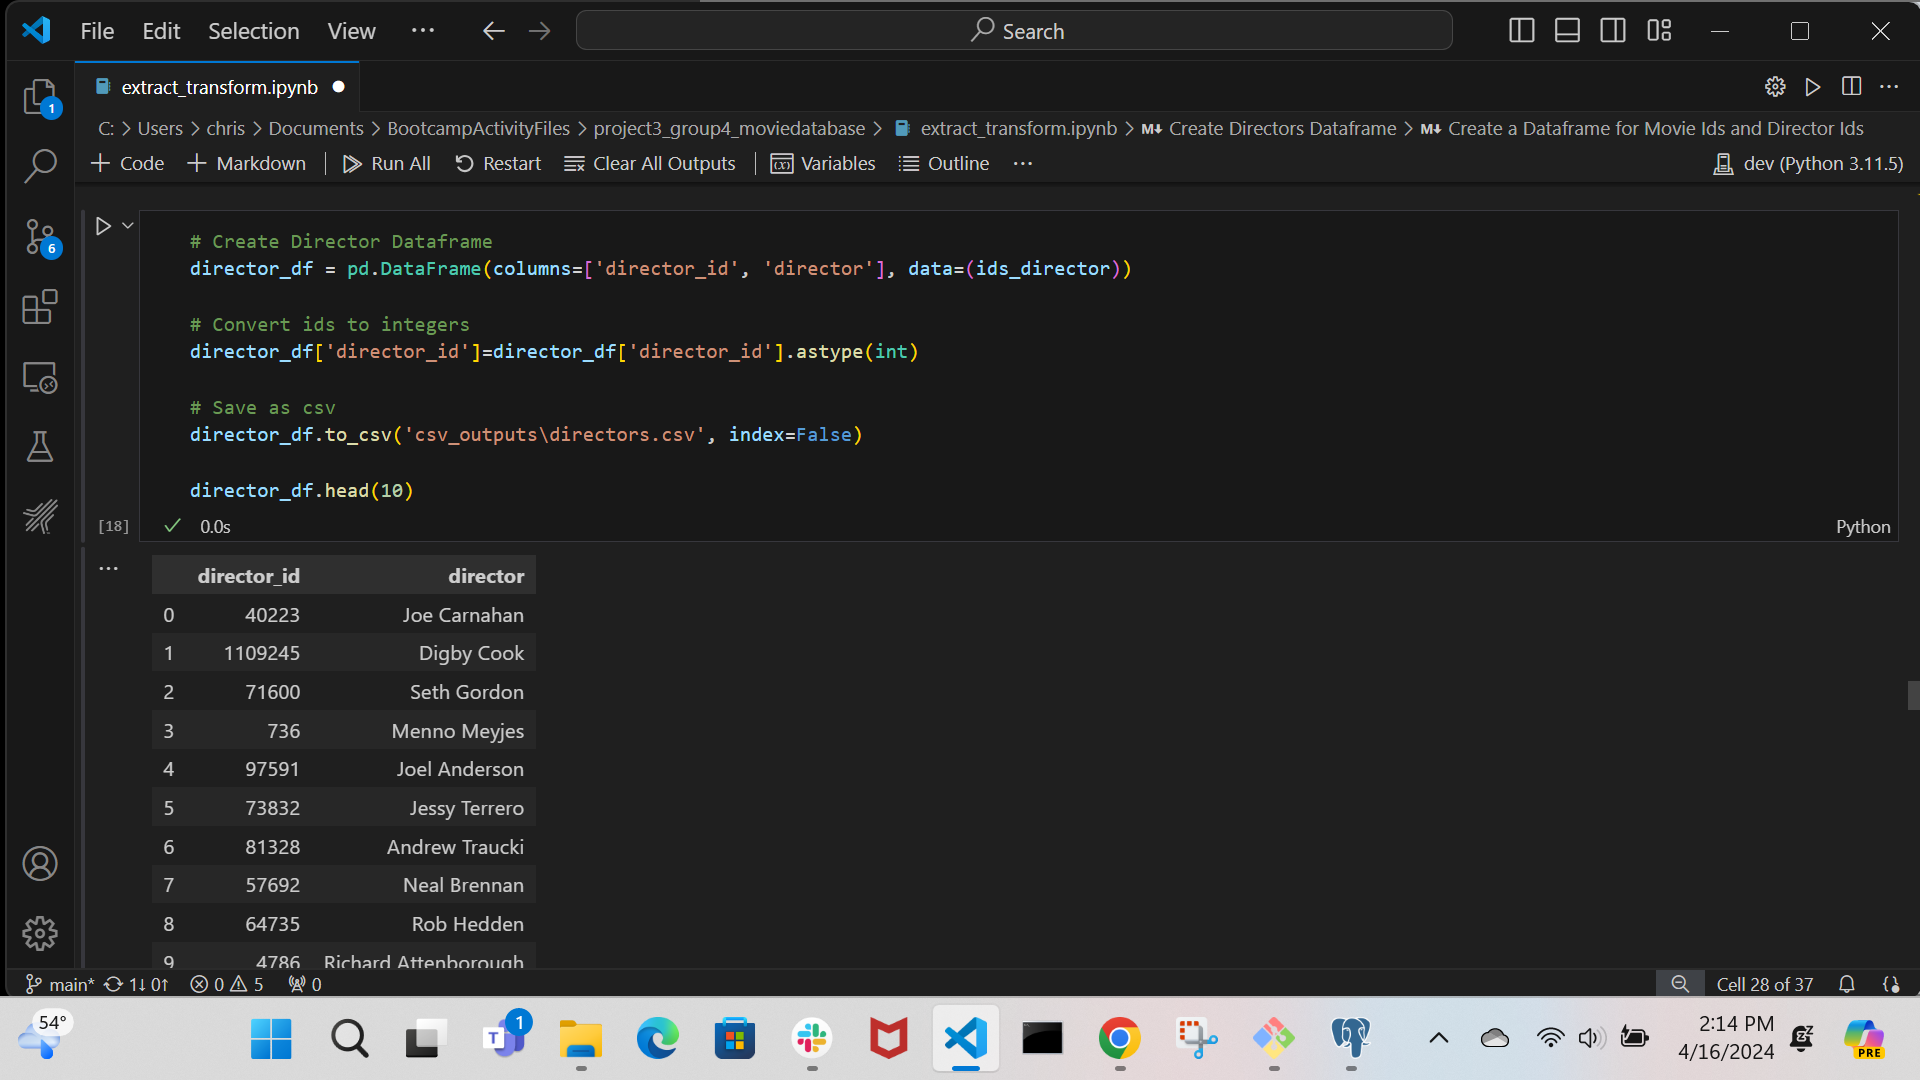 File Edit Selection View ··· Search
extract_transform.ipynb
C: > Users > chris > Documents > BootcampActivityFiles > project3_group4_moviedatabase > extract_transform.ipynb > M↓ Create Directors Dataframe > M↓ Create a Dataframe for Movie Ids and Director Ids
1
+ Code + Markdown Run All Restart Clear All Outputs (x) Variables Outline ··· dev (Python 3.11.5)
6
# Create Director Dataframe
director_df = pd.DataFrame(columns=['director_id', 'director'], data=(ids_director))
# Convert ids to integers
director_df['director_id']=director_df['director_id'].astype(int)
# Save as csv
director_df.to_csv('csv_outputs\directors.csv', index=False)
director_df.head(10)
[18] 0.0s Python
director_id director
0 40223 Joe Carnahan
1 1109245 Digby Cook
2 71600 Seth Gordon
3 736 Menno Meyjes
4 97591 Joel Anderson
5 73832 Jessy Terrero
6 81328 Andrew Traucki
7 57692 Neal Brennan
8 64735 Rob Hedden
9 4786 Richard Attenborough
main* 1↓ 0↑ 0 5 0 Cell 28 of 37
54° T 1 2:14 PM
4/16/2024
PRE